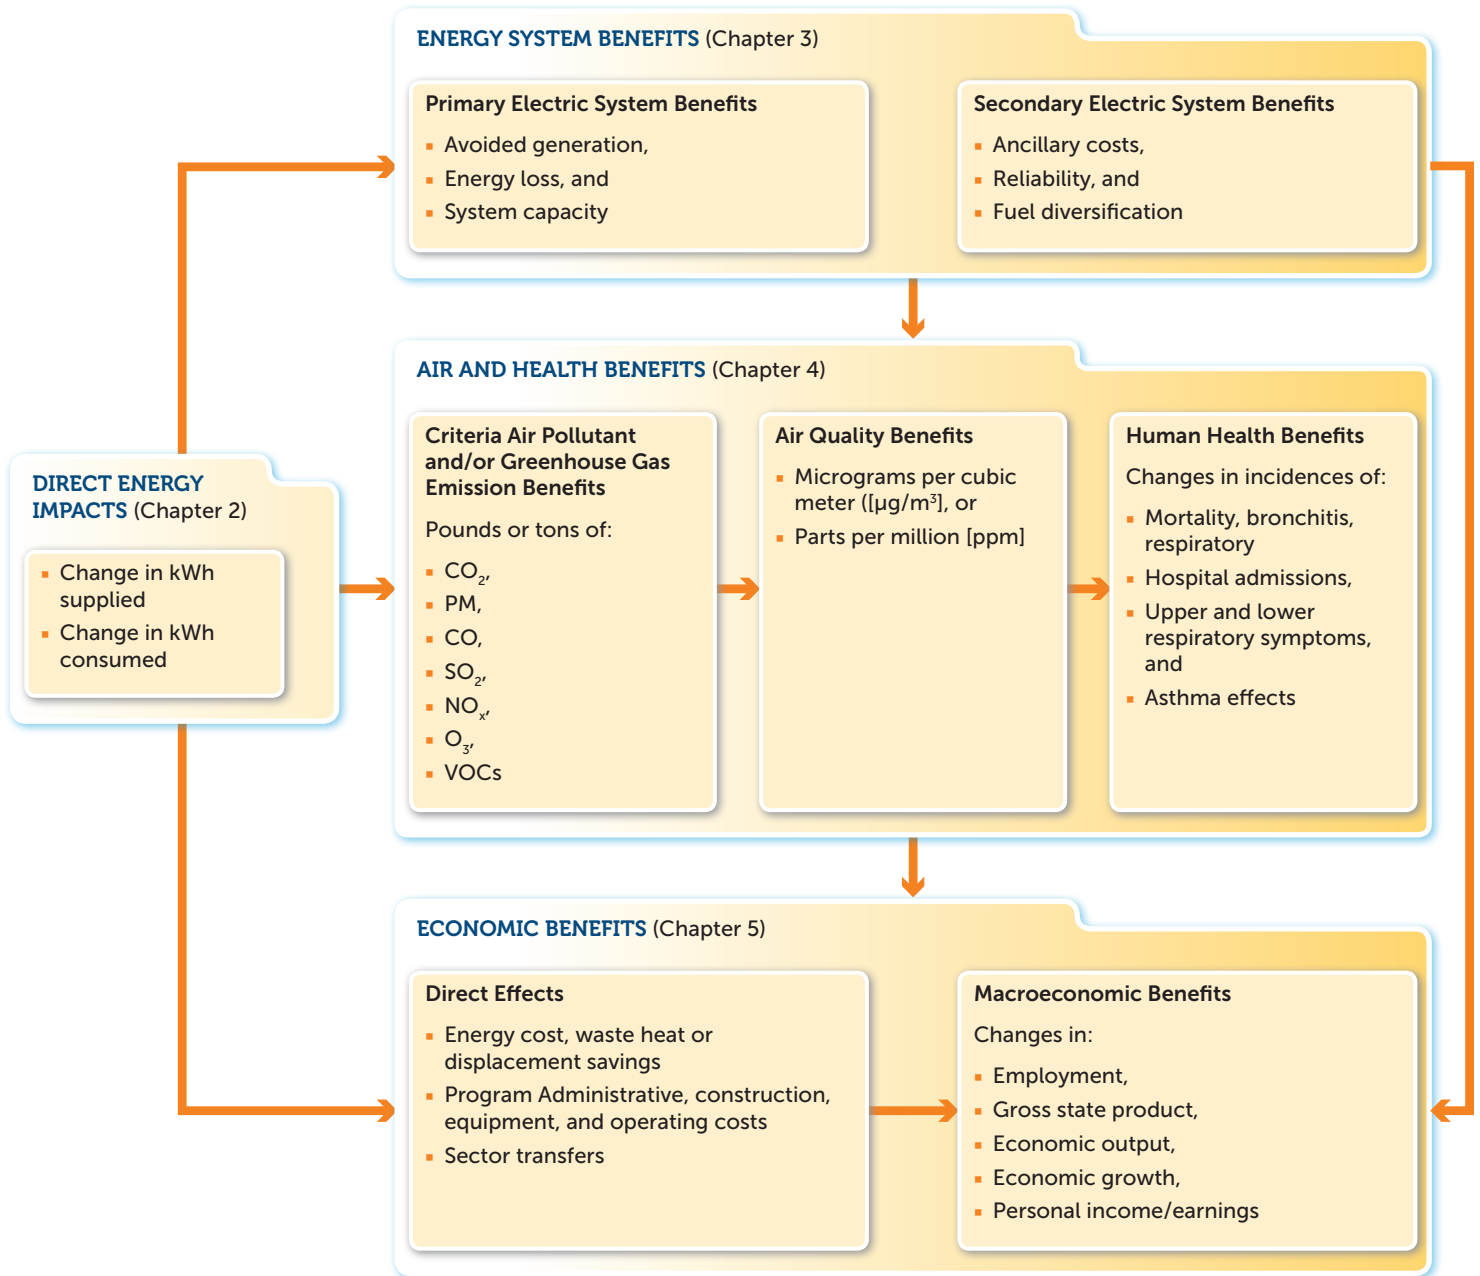 ENERGY SYSTEM BENEFITS (Chapter 3)
Primary Electric System Benefits
▪ Avoided generation,
▪ Energy loss, and
▪ System capacity
Secondary Electric System Benefits
▪ Ancillary costs,
▪ Reliability, and
▪ Fuel diversification
DIRECT ENERGY
IMPACTS (Chapter 2)
▪ Change in kWh
supplied
▪ Change in kWh
consumed
AIR AND HEALTH BENEFITS (Chapter 4)
Criteria Air Pollutant
and/or Greenhouse Gas
Emission Benefits
Pounds or tons of:
▪ CO₂,
▪ PM,
▪ CO,
▪ SO₂,
▪ NOₓ,
▪ O₃,
▪ VOCs
Air Quality Benefits
▪ Micrograms per cubic
meter ([µg/m³], or
▪ Parts per million [ppm]
Human Health Benefits
Changes in incidences of:
▪ Mortality, bronchitis,
respiratory
▪ Hospital admissions,
▪ Upper and lower
respiratory symptoms,
and
▪ Asthma effects
ECONOMIC BENEFITS (Chapter 5)
Direct Effects
▪ Energy cost, waste heat or
displacement savings
▪ Program Administrative, construction,
equipment, and operating costs
▪ Sector transfers
Macroeconomic Benefits
Changes in:
▪ Employment,
▪ Gross state product,
▪ Economic output,
▪ Economic growth,
▪ Personal income/earnings